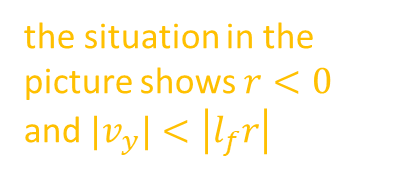 the situation in the
picture shows r < 0
and |v_y| < |l_f r|